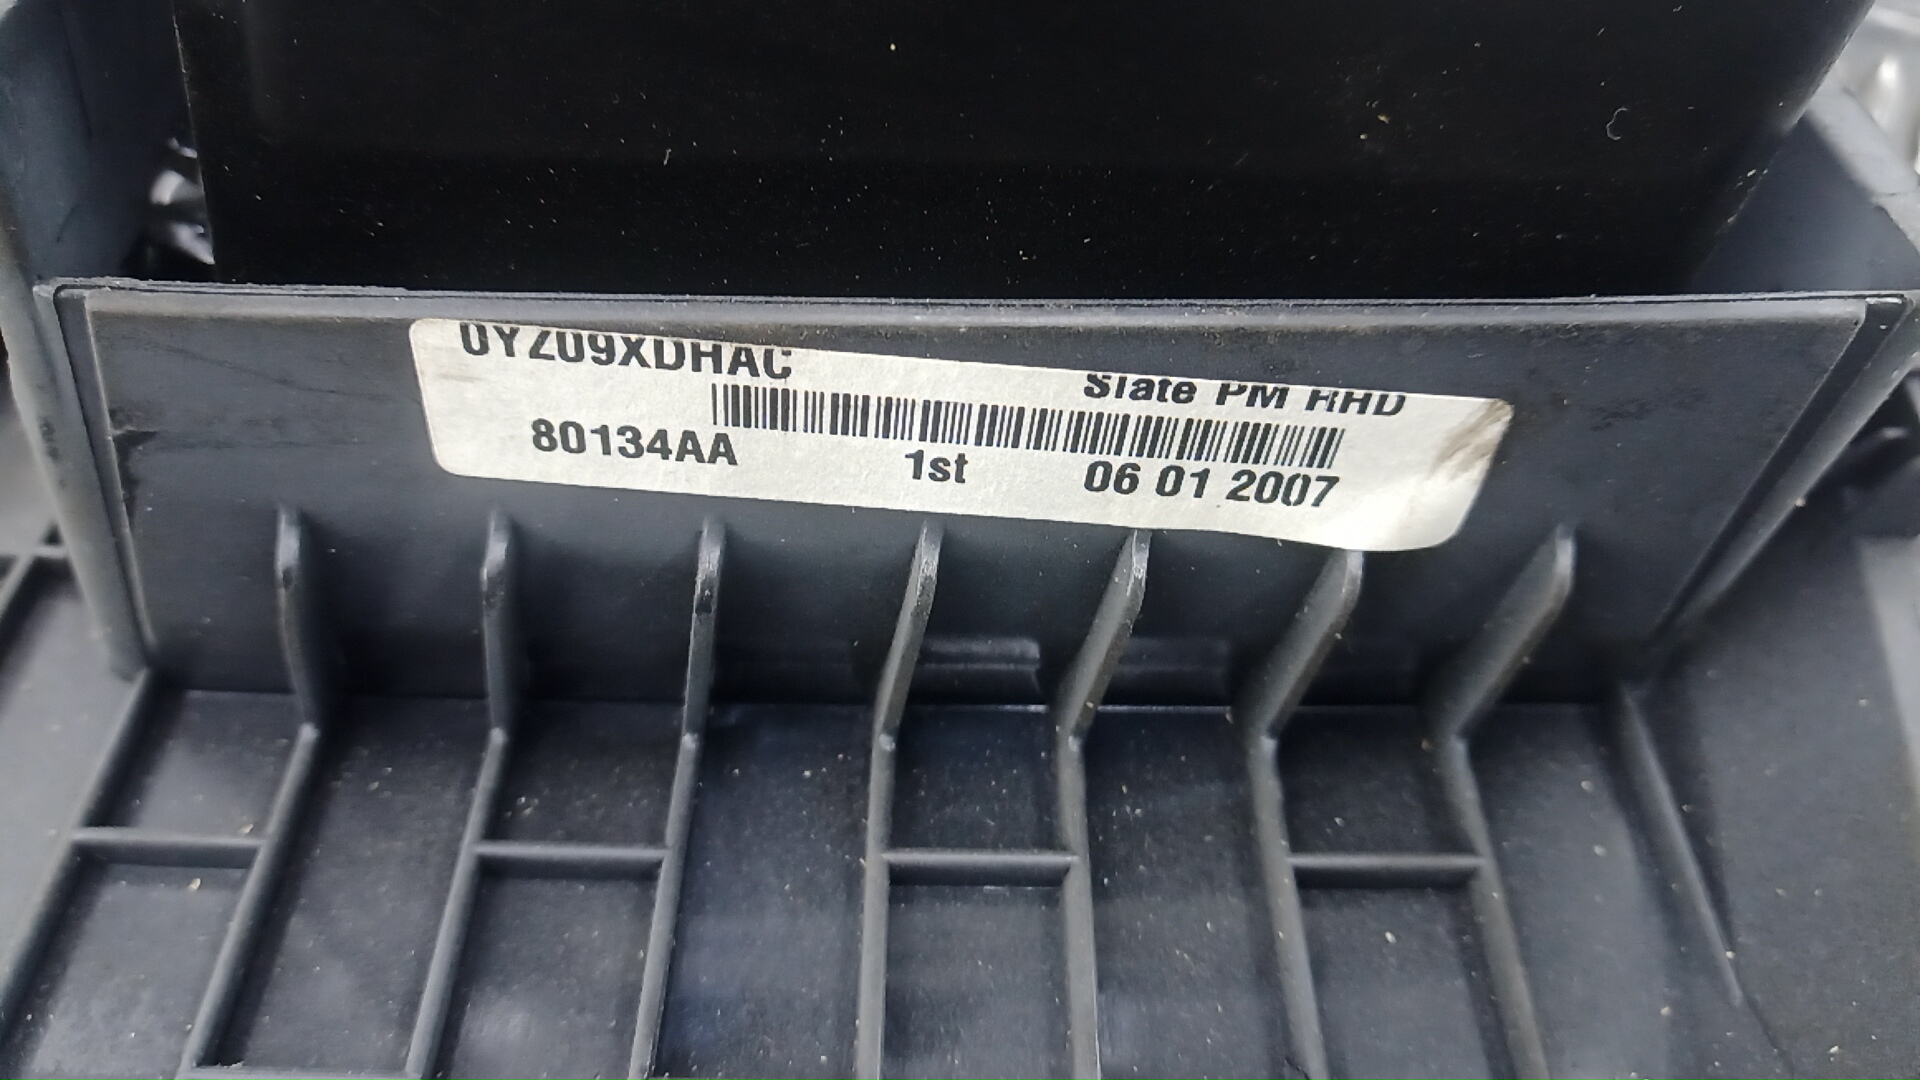 0YZ09XDHAC
Slate PM RHD
80134AA 1st 06 01 2007